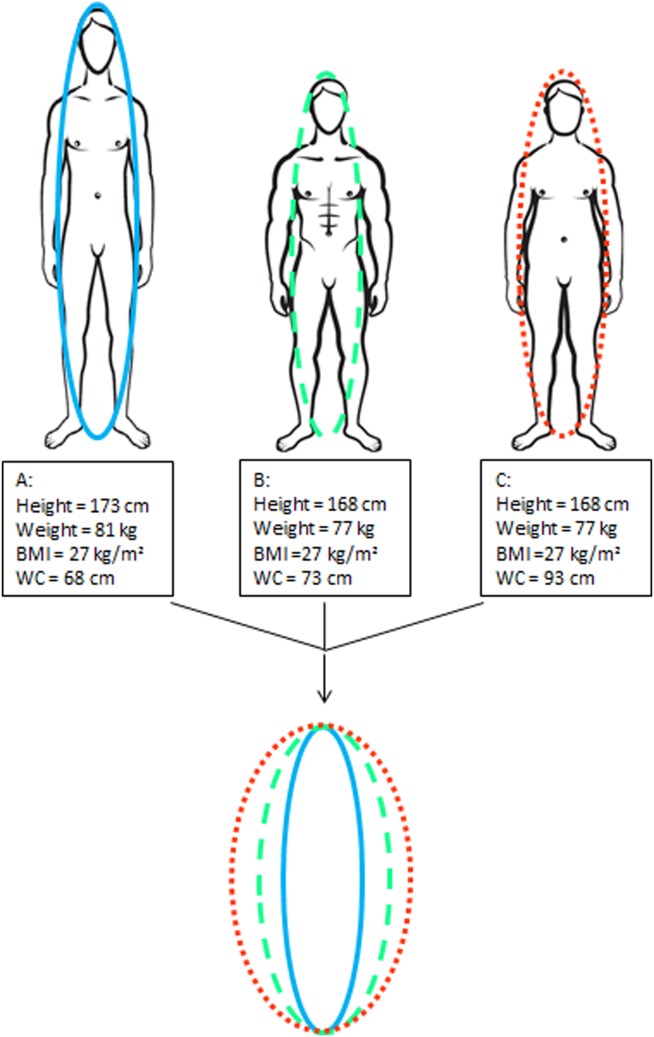 A:
Height = 173 cm
Weight = 81 kg
BMI = 27 kg/m²
WC = 68 cm
B:
Height = 168 cm
Weight = 77 kg
BMI =27 kg/m²
WC = 73 cm
C:
Height = 168 cm
Weight = 77 kg
BMI =27 kg/m²
WC = 93 cm